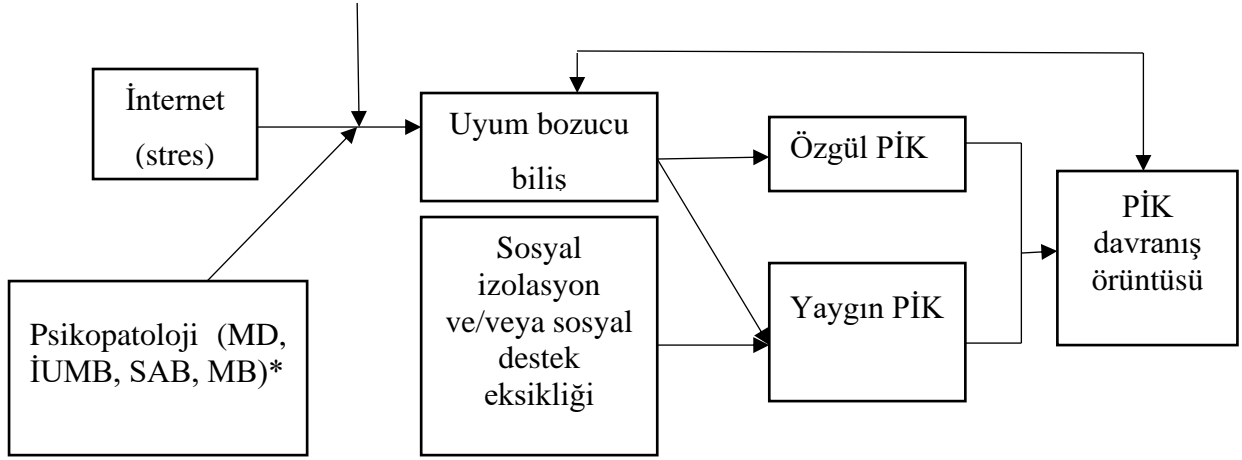 İnternet
(stres)
Uyum bozucu
biliş
Özgül PİK
PİK
davranış
örüntüsü
Sosyal
izolasyon
ve/veya sosyal
destek
eksikliği
Yaygın PİK
Psikopatoloji (MD,
İUMB, SAB, MB)*